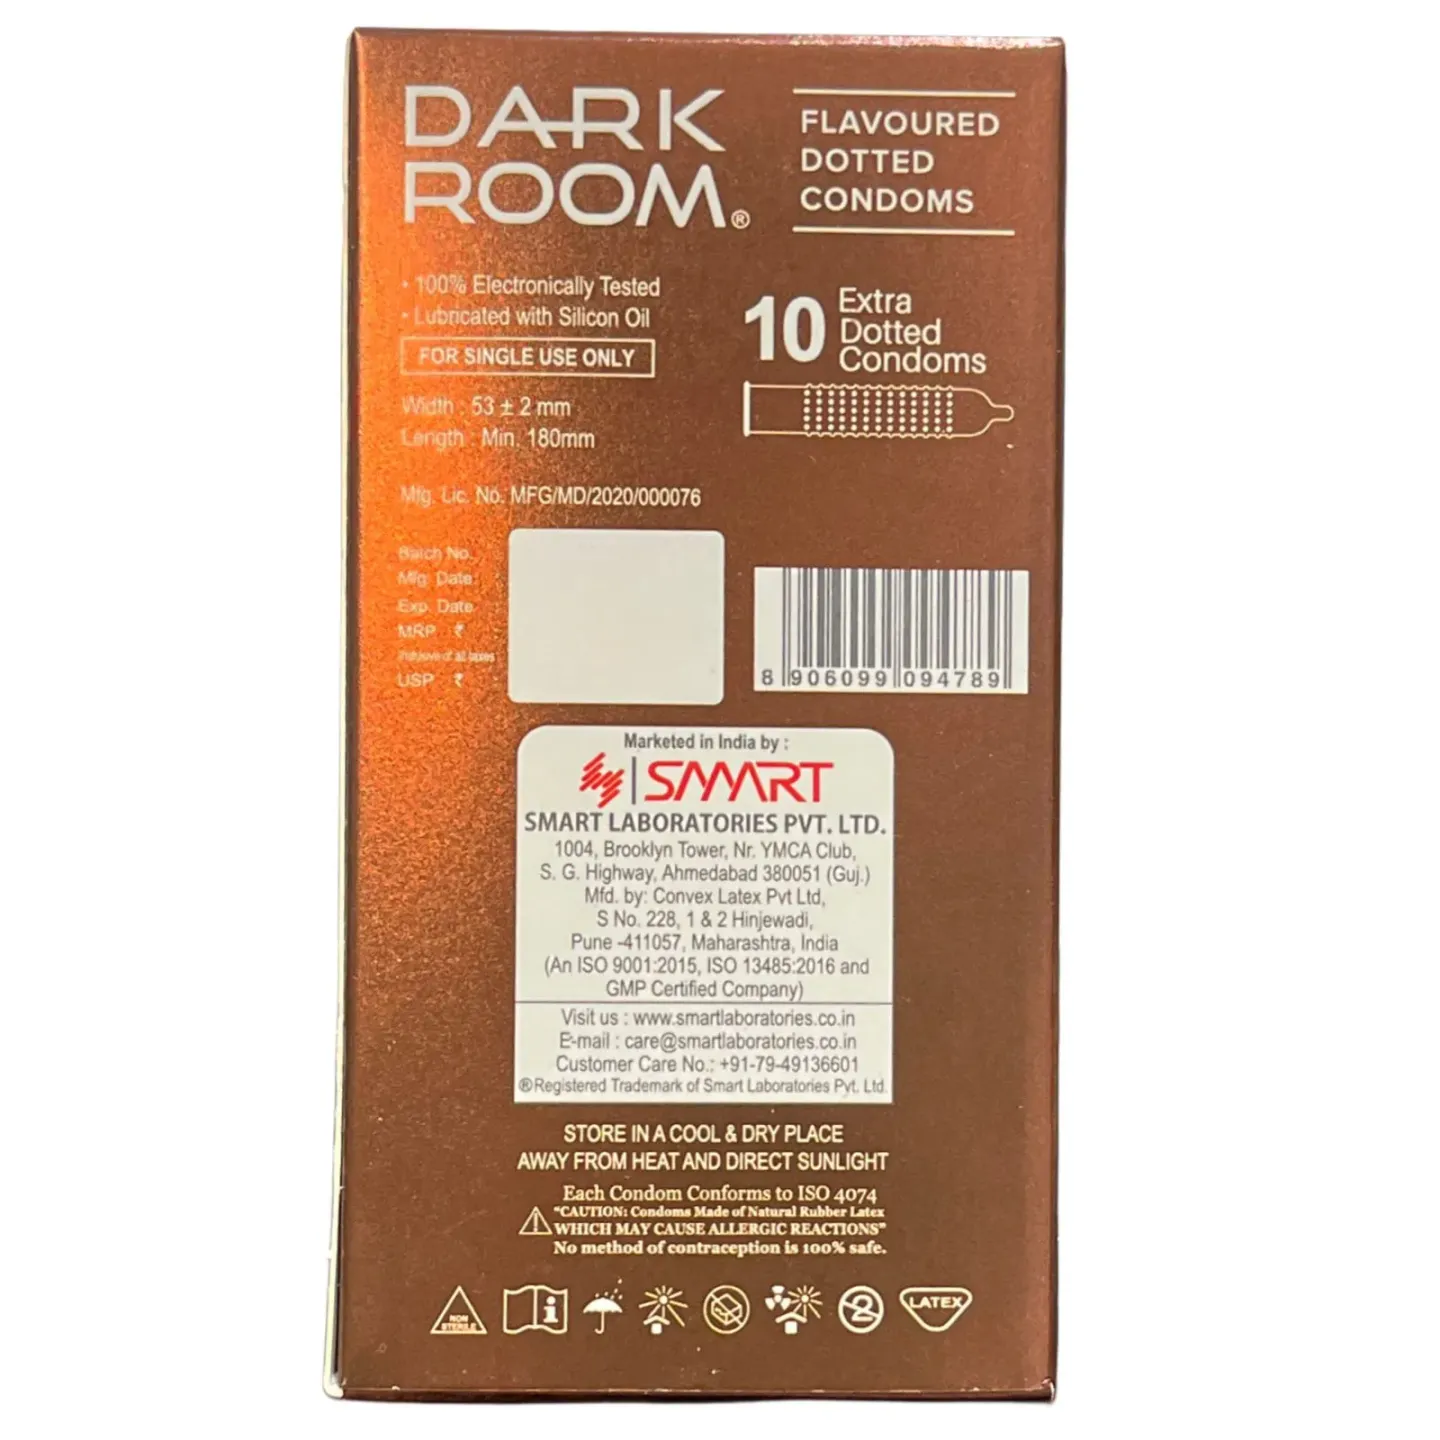 DARK
ROOM®
FLAVOURED
DOTTED
CONDOMS
• 100% Electronically Tested
• Lubricated with Silicon Oil
FOR SINGLE USE ONLY
Width : 53 ± 2 mm
Length : Min. 180mm
10 Extra
Dotted
Condoms
Mfg. Lic. No. MFG/MD/2020/000076
Batch No.
Mfg. Date
Exp. Date
MRP ₹
Inclusive of all taxes
USP ₹
8 906099 094789
Marketed in India by :
SMART
SMART LABORATORIES PVT. LTD.
1004, Brooklyn Tower, Nr. YMCA Club,
S. G. Highway, Ahmedabad 380051 (Guj.)
Mfd. by: Convex Latex Pvt Ltd,
S No. 228, 1 & 2 Hinjewadi,
Pune -411057, Maharashtra, India
(An ISO 9001:2015, ISO 13485:2016 and
GMP Certified Company)
Visit us : www.smartlaboratories.co.in
E-mail : care@smartlaboratories.co.in
Customer Care No.: +91-79-49136601
®Registered Trademark of Smart Laboratories Pvt. Ltd.
STORE IN A COOL & DRY PLACE
AWAY FROM HEAT AND DIRECT SUNLIGHT
Each Condom Conforms to ISO 4074
"CAUTION: Condoms Made of Natural Rubber Latex
WHICH MAY CAUSE ALLERGIC REACTIONS"
No method of contraception is 100% safe.
NON
STERILE
i
2
LATEX